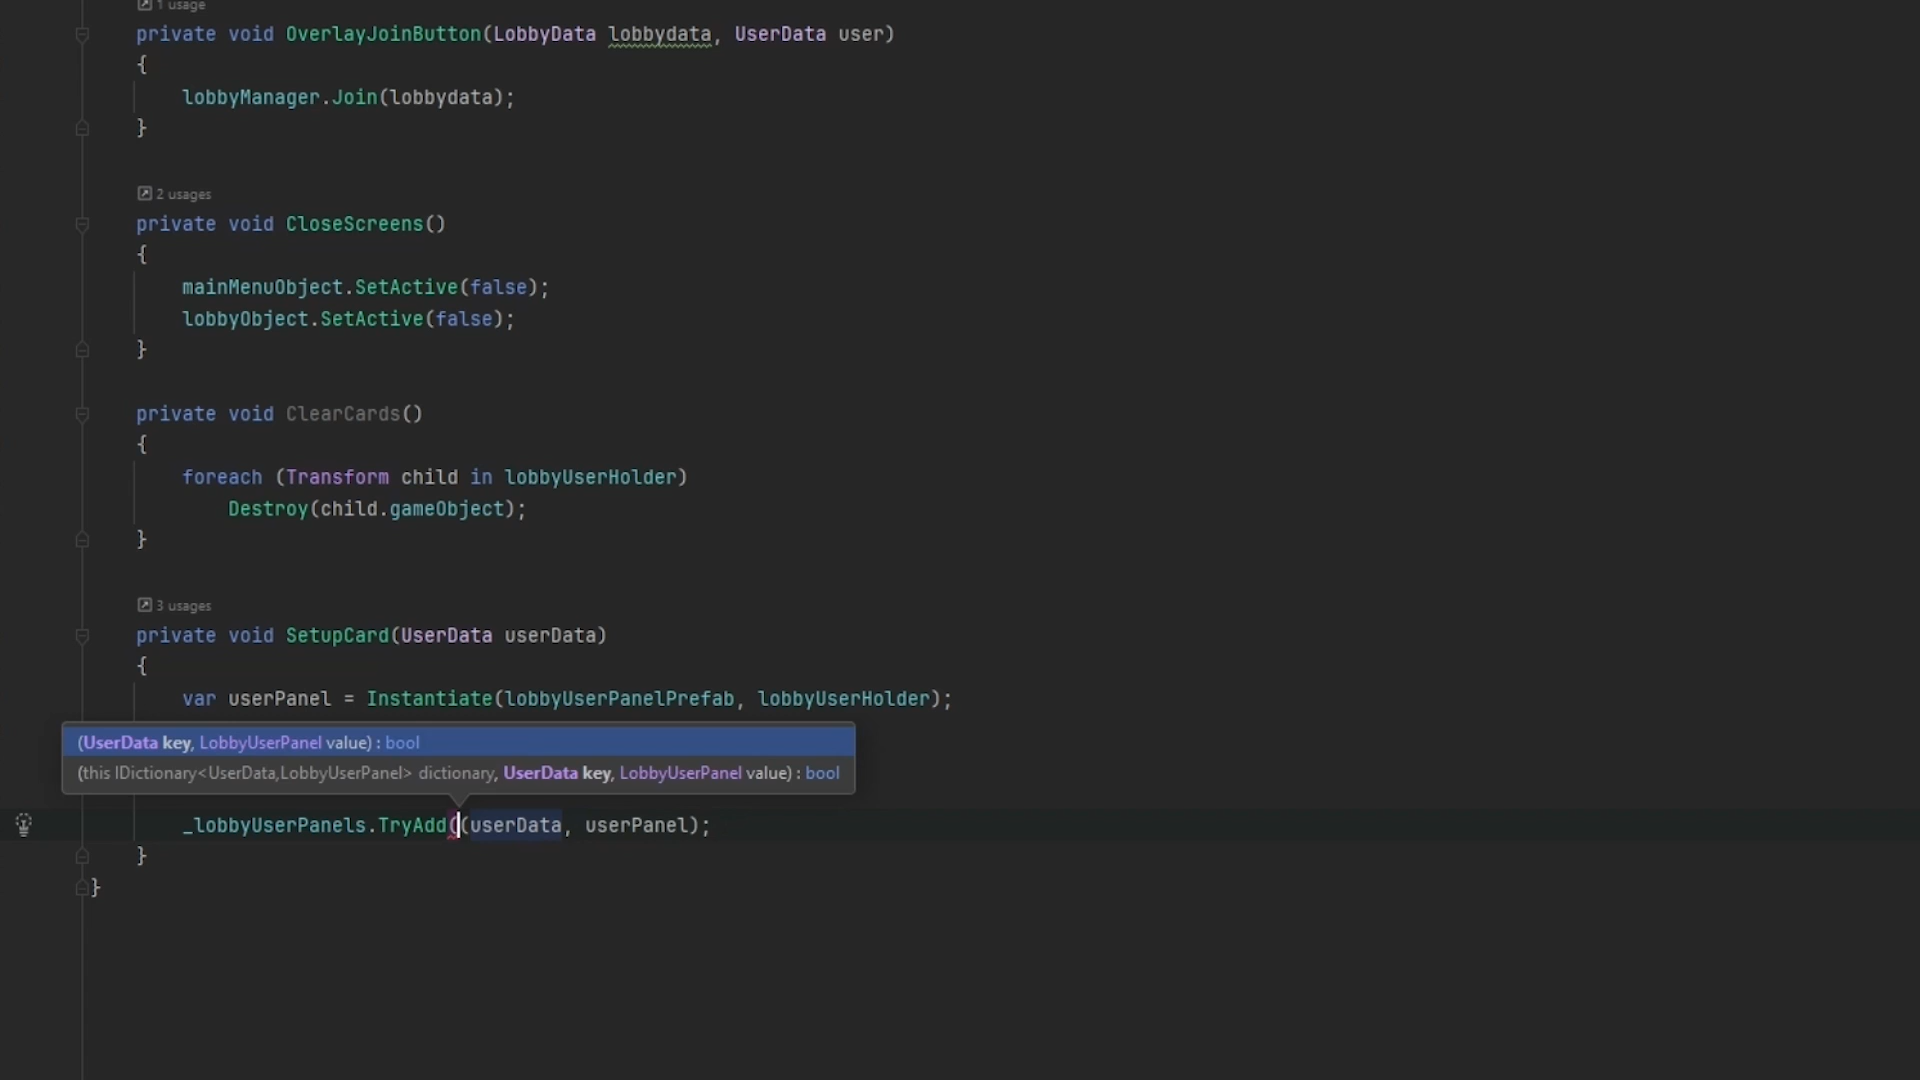 1 usage
private void OverlayJoinButton(LobbyData lobbydata, UserData user)
{
lobbyManager.Join(lobbydata);
}
2 usages
private void CloseScreens()
{
mainMenuObject.SetActive(false);
lobbyObject.SetActive(false);
}
private void ClearCards()
{
foreach (Transform child in lobbyUserHolder)
Destroy(child.gameObject);
}
3 usages
private void SetupCard(UserData userData)
{
var userPanel = Instantiate(lobbyUserPanelPrefab, lobbyUserHolder);
(UserData key, LobbyUserPanel value) : bool
(this IDictionary<UserData,LobbyUserPanel> dictionary, UserData key, LobbyUserPanel value) : bool
_lobbyUserPanels.TryAdd((userData, userPanel);
}
}